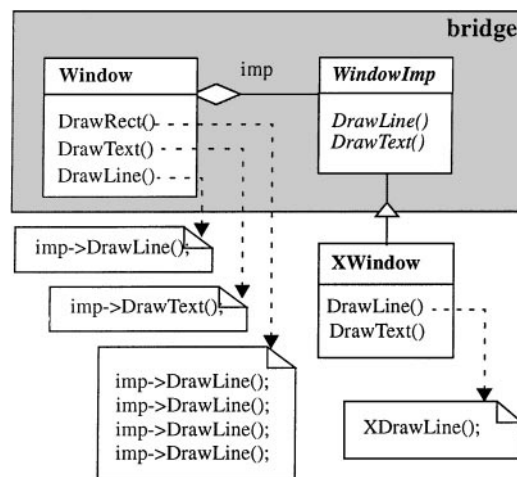 bridge
Window
imp
WindowImp
DrawRect()
DrawText()
DrawLine()
DrawLine()
DrawText()
imp->DrawLine();
imp->DrawText();
XWindow
DrawLine()
DrawText()
imp->DrawLine();
imp->DrawLine();
imp->DrawLine();
imp->DrawLine();
XDrawLine();